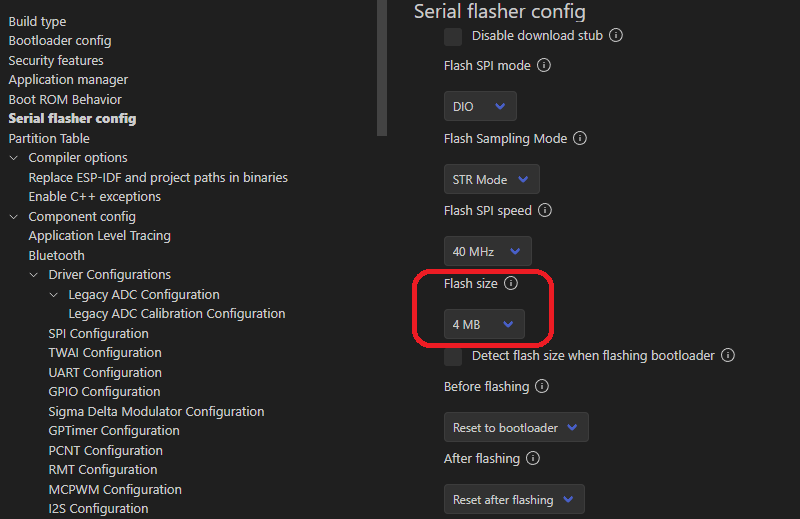 Build type
Bootloader config
Security features
Application manager
Boot ROM Behavior
Serial flasher config
Partition Table
Compiler options
Replace ESP-IDF and project paths in binaries
Enable C++ exceptions
Component config
Application Level Tracing
Bluetooth
Driver Configurations
Legacy ADC Configuration
Legacy ADC Calibration Configuration
SPI Configuration
TWAI Configuration
UART Configuration
GPIO Configuration
Sigma Delta Modulator Configuration
GPTimer Configuration
PCNT Configuration
RMT Configuration
MCPWM Configuration
I2S Configuration
Serial flasher config
Disable download stub
Flash SPI mode
DIO
Flash Sampling Mode
STR Mode
Flash SPI speed
40 MHz
Flash size
4 MB
Detect flash size when flashing bootloader
Before flashing
Reset to bootloader
After flashing
Reset after flashing